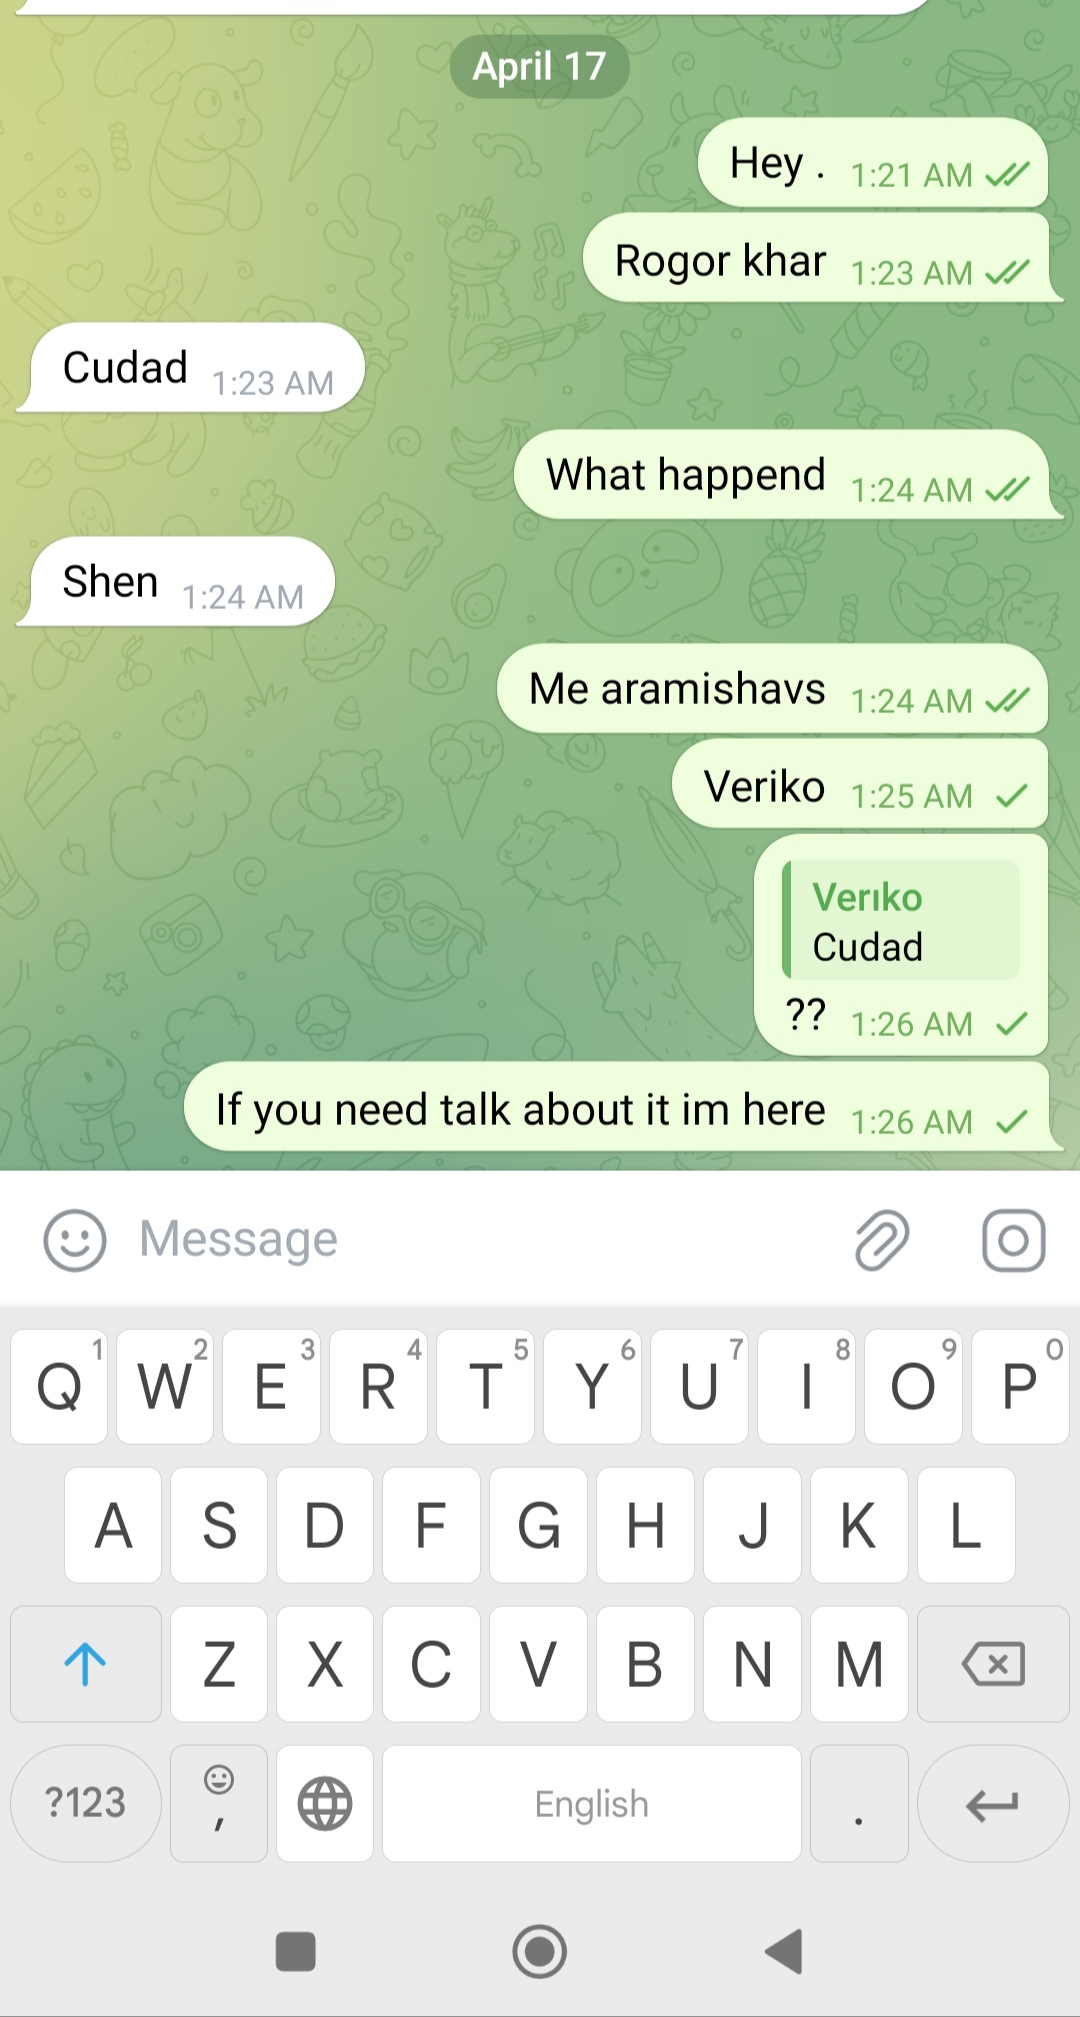 April 17
Hey . 1:21 AM
Rogor khar 1:23 AM
Cudad 1:23 AM
What happend 1:24 AM
Shen 1:24 AM
Me aramishavs 1:24 AM
Veriko 1:25 AM
Verıko
Cudad
?? 1:26 AM
If you need talk about it im here 1:26 AM
Message
Q 1 W 2 E 3 R 4 T 5 Y 6 U 7 I 8 O 9 P 0
A S D F G H J K L
Z X C V B N M
?123 , English .